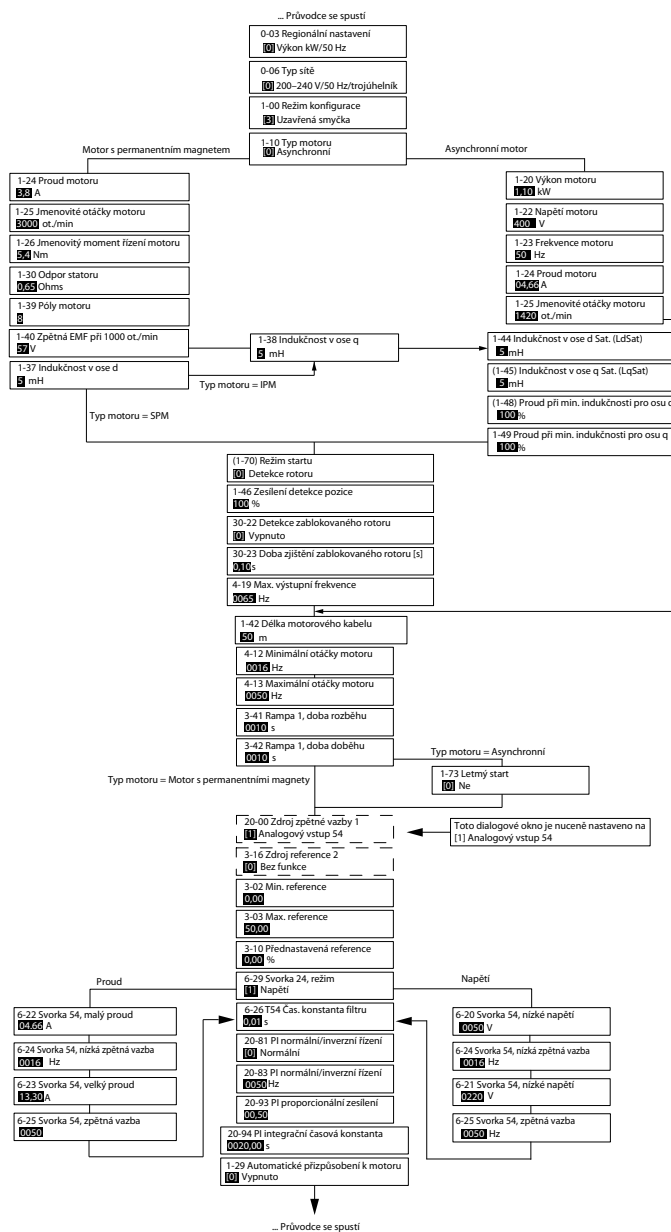 ... Průvodce se spustí
0-03 Regionální nastavení
[0] Výkon kW/50 Hz
0-06 Typ sítě
[0] 200–240 V/50 Hz/trojúhelník
1-00 Režim konfigurace
[3] Uzavřená smyčka
1-10 Typ motoru
[0] Asynchronní
Motor s permanentním magnetem
Asynchronní motor
1-24 Proud motoru
3,8 A
1-25 Jmenovité otáčky motoru
3000 ot./min
1-26 Jmenovitý moment řízení motoru
5,4 Nm
1-30 Odpor statoru
0,65 Ohms
1-39 Póly motoru
8
1-40 Zpětná EMF při 1000 ot./min
57 V
1-37 Indukčnost v ose d
5 mH
1-20 Výkon motoru
1,10 kW
1-22 Napětí motoru
400 V
1-23 Frekvence motoru
50 Hz
1-24 Proud motoru
04,66 A
1-25 Jmenovité otáčky motoru
1420 ot./min
1-38 Indukčnost v ose q
5 mH
Typ motoru = IPM
Typ motoru = SPM
1-44 Indukčnost v ose d Sat. (LdSat)
5 mH
(1-45) Indukčnost v ose q Sat. (LqSat)
5 mH
(1-48) Proud při min. indukčnosti pro osu d
100 %
1-49 Proud při min. indukčnosti pro osu q
100 %
(1-70) Režim startu
[0] Detekce rotoru
1-46 Zesílení detekce pozice
100 %
30-22 Detekce zablokovaného rotoru
[0] Vypnuto
30-23 Doba zjištění zablokovaného rotoru [s]
0,10 s
4-19 Max. výstupní frekvence
0065 Hz
1-42 Délka motorového kabelu
50 m
4-12 Minimální otáčky motoru
0016 Hz
4-13 Maximální otáčky motoru
0050 Hz
3-41 Rampa 1, doba rozběhu
0010 s
3-42 Rampa 1, doba doběhu
0010 s
Typ motoru = Asynchronní
Typ motoru = Motor s permanentními magnety
1-73 Letmý start
[0] Ne
20-00 Zdroj zpětné vazby 1
[1] Analogový vstup 54
Toto dialogové okno je nuceně nastaveno na
[1] Analogový vstup 54
3-16 Zdroj reference 2
[0] Bez funkce
3-02 Min. reference
0,00
3-03 Max. reference
50,00
3-10 Přednastavená reference
0,00 %
Proud
6-29 Svorka 24, režim
[1] Napětí
Napětí
6-22 Svorka 54, malý proud
04.66 A
6-24 Svorka 54, nízká zpětná vazba
0016 Hz
6-23 Svorka 54, velký proud
13,30 A
6-25 Svorka 54, zpětná vazba
0050
6-26 T54 Čas. konstanta filtru
0,01 s
20-81 PI normální/inverzní řízení
[0] Normální
20-83 PI normální/inverzní řízení
0050 Hz
20-93 PI proporcionální zesílení
00,50
20-94 PI integrační časová konstanta
0020,00 s
1-29 Automatické přizpůsobení k motoru
[0] Vypnuto
6-20 Svorka 54, nízké napětí
0050 V
6-24 Svorka 54, nízká zpětná vazba
0016 Hz
6-21 Svorka 54, nízké napětí
0220 V
6-25 Svorka 54, zpětná vazba
0050 Hz
... Průvodce se spustí